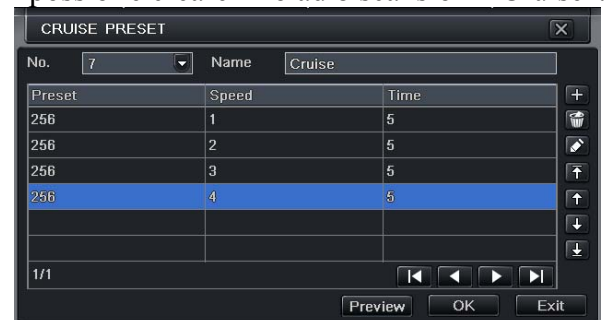 CRUISE PRESET
No. 7 Name Cruise
Preset Speed Time
256 1 5
256 2 5
256 3 5
256 4 5
1/1
Preview OK Exit